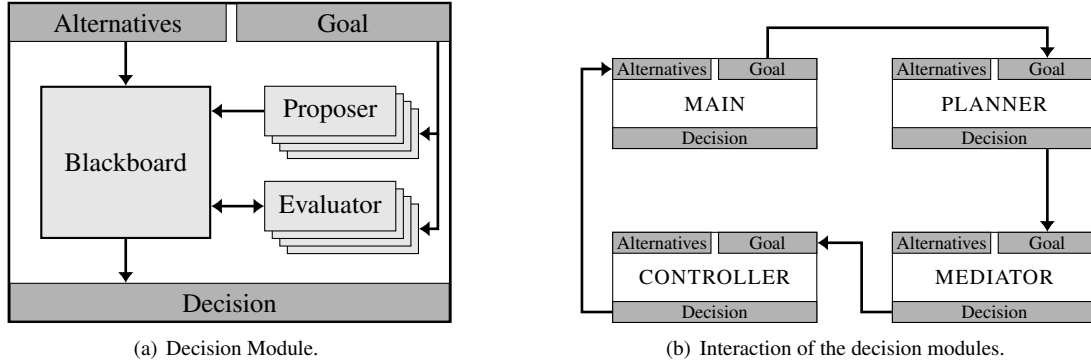 Alternatives
Goal
Proposer
Blackboard
Evaluator
Decision
(a) Decision Module.
Alternatives
Goal
MAIN
Decision
Alternatives
Goal
PLANNER
Decision
Alternatives
Goal
CONTROLLER
Decision
Alternatives
Goal
MEDIATOR
Decision
(b) Interaction of the decision modules.